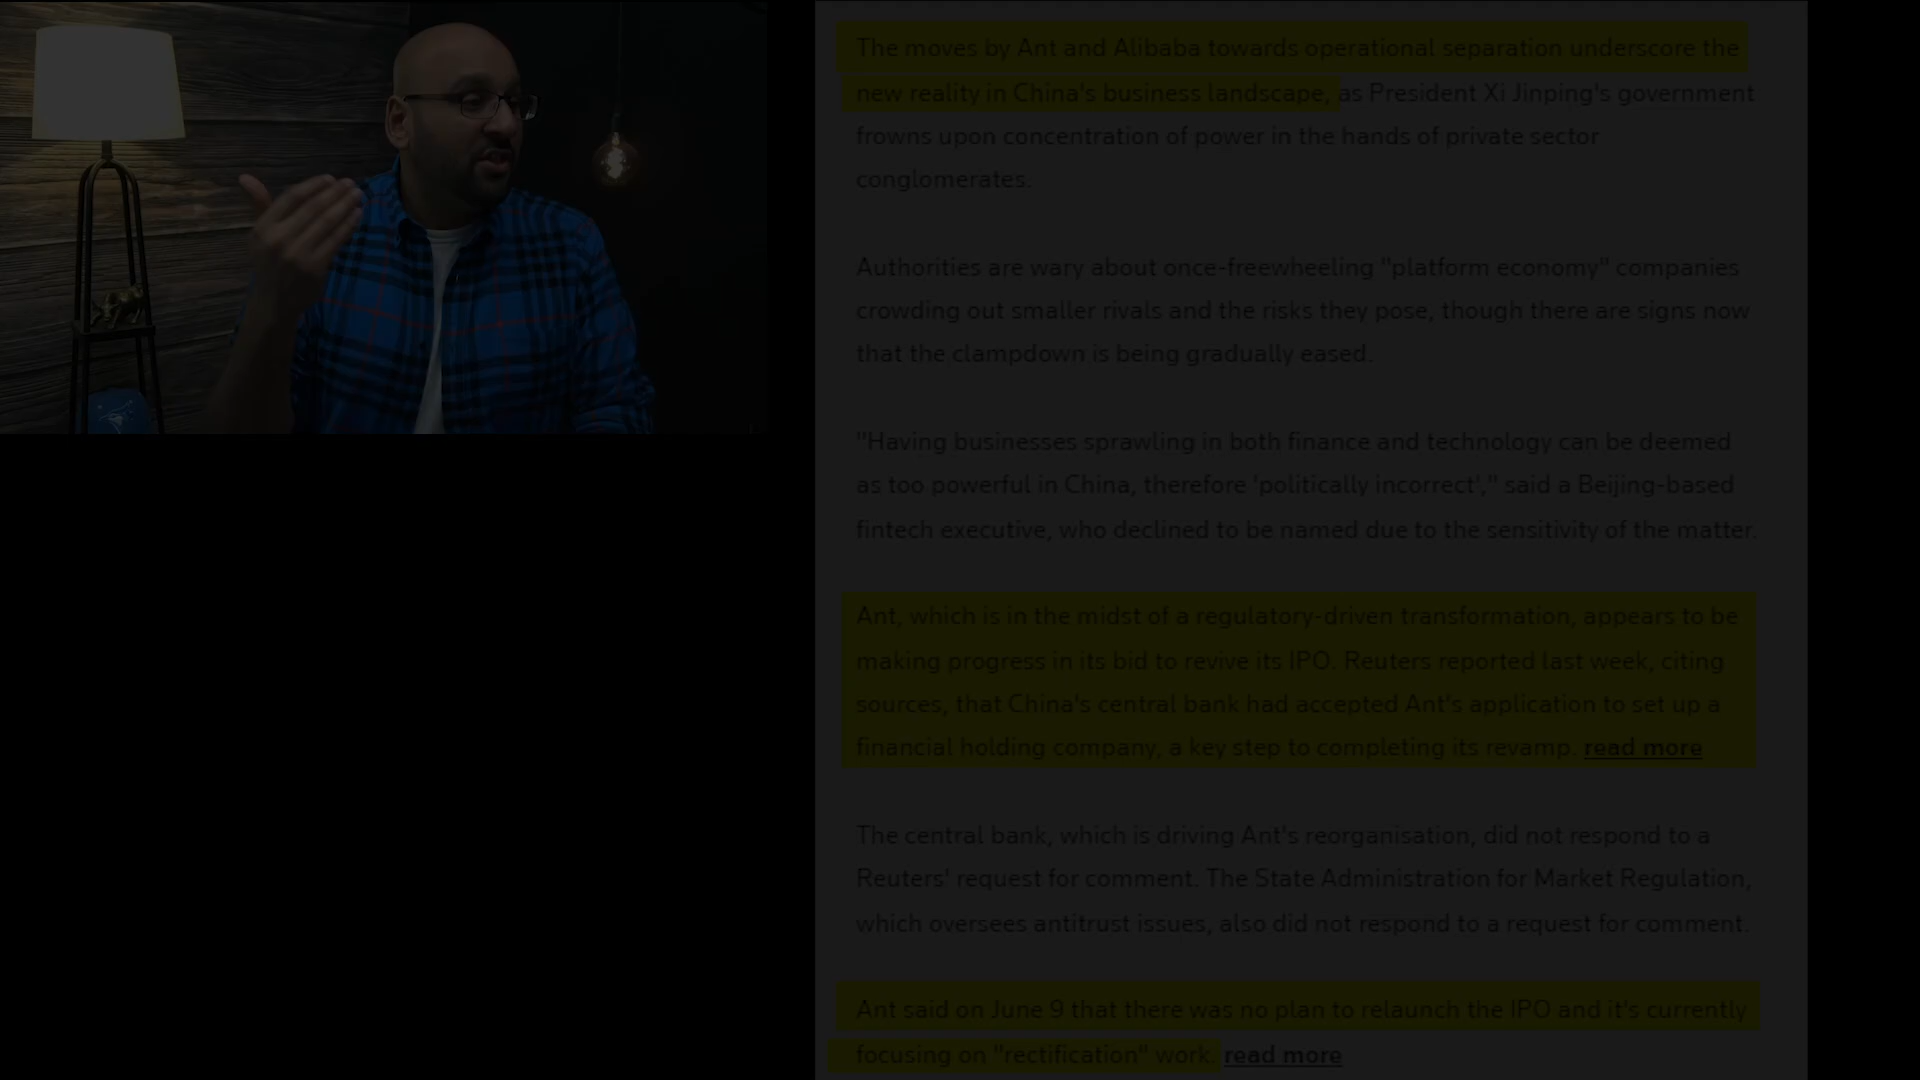 The moves by Ant and Alibaba towards operational separation underscore the
new reality in China's business landscape, as President Xi Jinping's government
frowns upon concentration of power in the hands of private sector
conglomerates.
Authorities are wary about once-freewheeling "platform economy" companies
crowding out smaller rivals and the risks they pose, though there are signs now
that the clampdown is being gradually eased.
"Having businesses sprawling in both finance and technology can be deemed
as too powerful in China, therefore 'politically incorrect'," said a Beijing-based
fintech executive, who declined to be named due to the sensitivity of the matter.
Ant, which is in the midst of a regulatory-driven transformation, appears to be
making progress in its bid to revive its IPO. Reuters reported last week, citing
sources, that China's central bank had accepted Ant's application to set up a
financial holding company, a key step to completing its revamp. read more
The central bank, which is driving Ant's reorganisation, did not respond to a
Reuters' request for comment. The State Administration for Market Regulation,
which oversees antitrust issues, also did not respond to a request for comment.
Ant said on June 9 that there was no plan to relaunch the IPO and it's currently
focusing on "rectification" work. read more